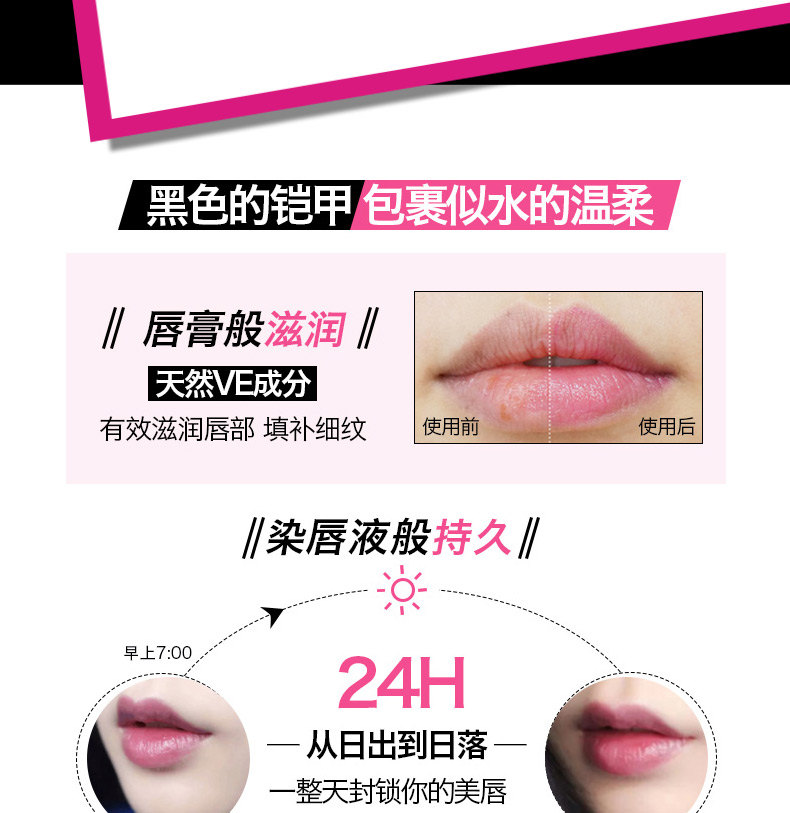 黑色的铠甲 包裹似水的温柔
唇膏般滋润
天然VE成分
有效滋润唇部 填补细纹
使用前
使用后
染唇液般持久
早上7:00
24H
从日出到日落
一整天封锁你的美唇